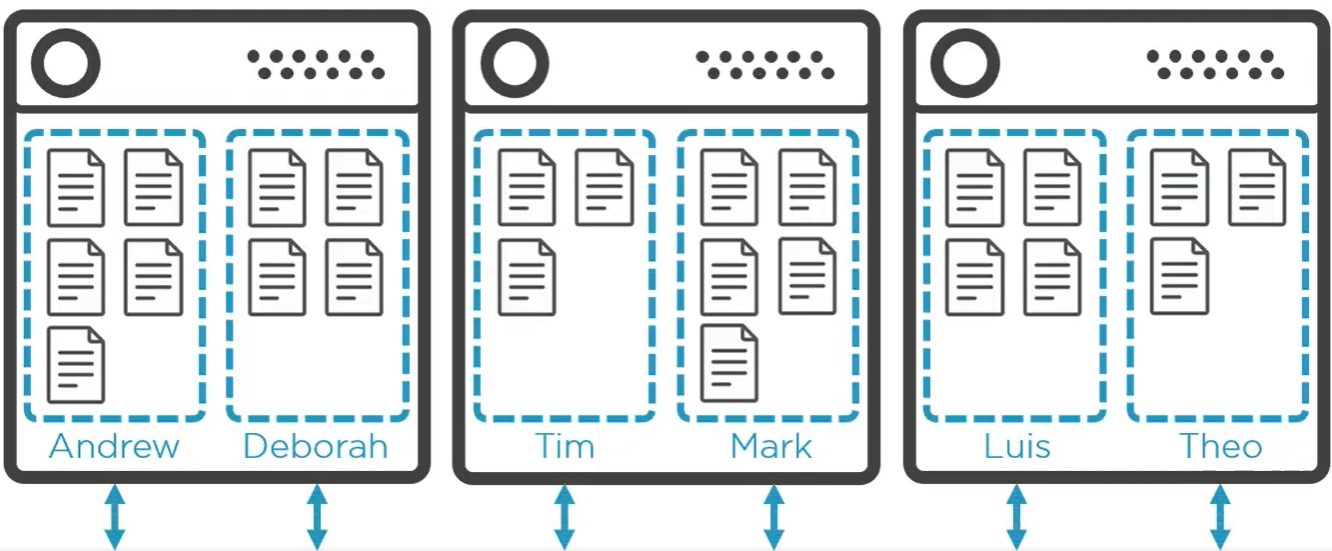 Andrew
Deborah
Tim
Mark
Luis
Theo